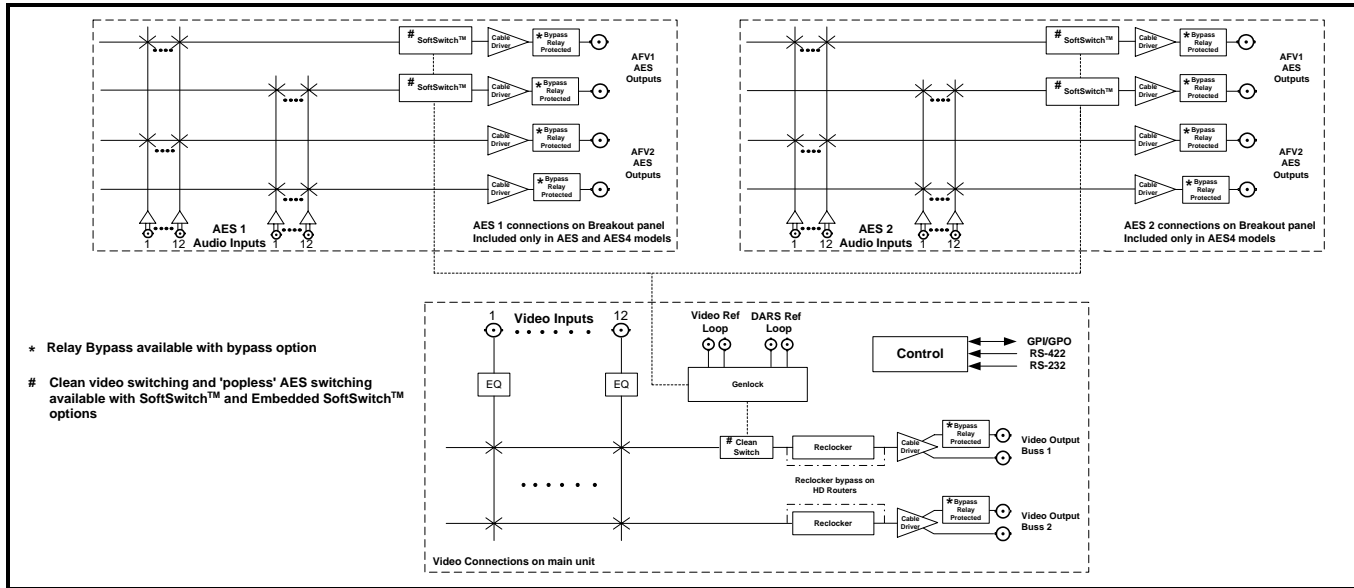 # SoftSwitch™
Cable Driver
* Bypass Relay Protected
AFV1 AES Outputs
# SoftSwitch™
Cable Driver
* Bypass Relay Protected
Cable Driver
* Bypass Relay Protected
AFV2 AES Outputs
Cable Driver
* Bypass Relay Protected
1 12 AES 1 Audio Inputs 1 12
AES 1 connections on Breakout panel
Included only in AES and AES4 models
# SoftSwitch™
Cable Driver
* Bypass Relay Protected
AFV1 AES Outputs
# SoftSwitch™
Cable Driver
* Bypass Relay Protected
Cable Driver
* Bypass Relay Protected
AFV2 AES Outputs
Cable Driver
* Bypass Relay Protected
1 12 AES 2 Audio Inputs 1 12
AES 2 connections on Breakout panel
Included only in AES4 models
* Relay Bypass available with bypass option
# Clean video switching and 'popless' AES switching
available with SoftSwitch™ and Embedded SoftSwitch™
options
1 Video Inputs 12
Video Ref Loop
DARS Ref Loop
Control
GPI/GPO
RS-422
RS-232
EQ
EQ
Genlock
# Clean Switch
Reclocker
Cable Driver
* Bypass Relay Protected
Video Output Buss 1
Reclocker bypass on
HD Routers
Reclocker
Cable Driver
* Bypass Relay Protected
Video Output Buss 2
Video Connections on main unit